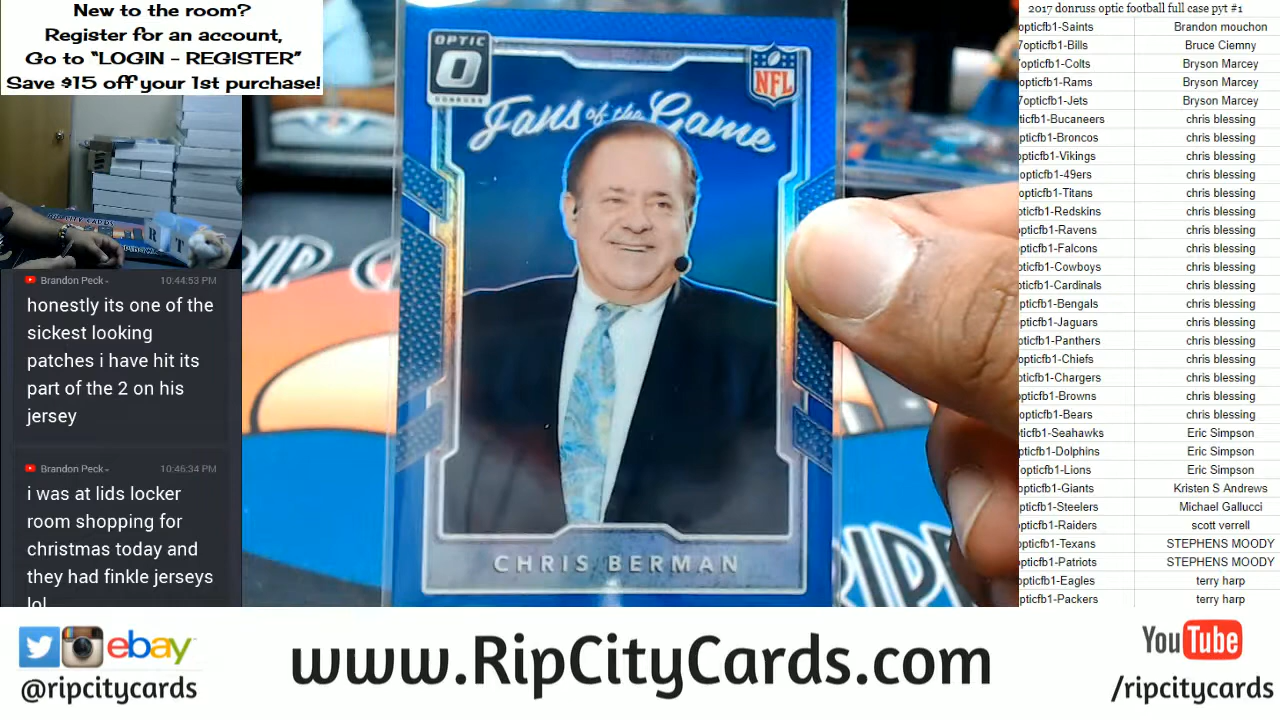 New to the room?
Register for an account,
Go to “LOGIN - REGISTER”
Save $15 off your 1st purchase!
Brandon Peck 10:44:53 PM
honestly its one of the
sickest looking
patches i have hit its
part of the 2 on his
jersey
Brandon Peck 10:46:34 PM
i was at lids locker
room shopping for
christmas today and
they had finkle jerseys
lol
OPTIC
DONRUSS
NFL
Fans of the Game
CHRIS BERMAN
RIP C
RIPP
2017 donruss optic football full case pyt #1
opticfb1-Saints Brandon mouchon
7opticfb1-Bills Bruce Ciemny
7opticfb1-Colts Bryson Marcey
opticfb1-Rams Bryson Marcey
7opticfb1-Jets Bryson Marcey
ticfb1-Bucaneers chris blessing
pticfb1-Broncos chris blessing
pticfb1-Vikings chris blessing
opticfb1-49ers chris blessing
opticfb1-Titans chris blessing
pticfb1-Redskins chris blessing
pticfb1-Ravens chris blessing
opticfb1-Falcons chris blessing
pticfb1-Cowboys chris blessing
pticfb1-Cardinals chris blessing
pticfb1-Bengals chris blessing
pticfb1-Jaguars chris blessing
pticfb1-Panthers chris blessing
opticfb1-Chiefs chris blessing
pticfb1-Chargers chris blessing
pticfb1-Browns chris blessing
opticfb1-Bears chris blessing
ticfb1-Seahawks Eric Simpson
pticfb1-Dolphins Eric Simpson
opticfb1-Lions Eric Simpson
opticfb1-Giants Kristen S Andrews
pticfb1-Steelers Michael Gallucci
pticfb1-Raiders scott verrell
opticfb1-Texans STEPHENS MOODY
pticfb1-Patriots STEPHENS MOODY
opticfb1-Eagles terry harp
pticfb1-Packers terry harp
ebay
@ripcitycards
www.RipCityCards.com
YouTube
/ripcitycards